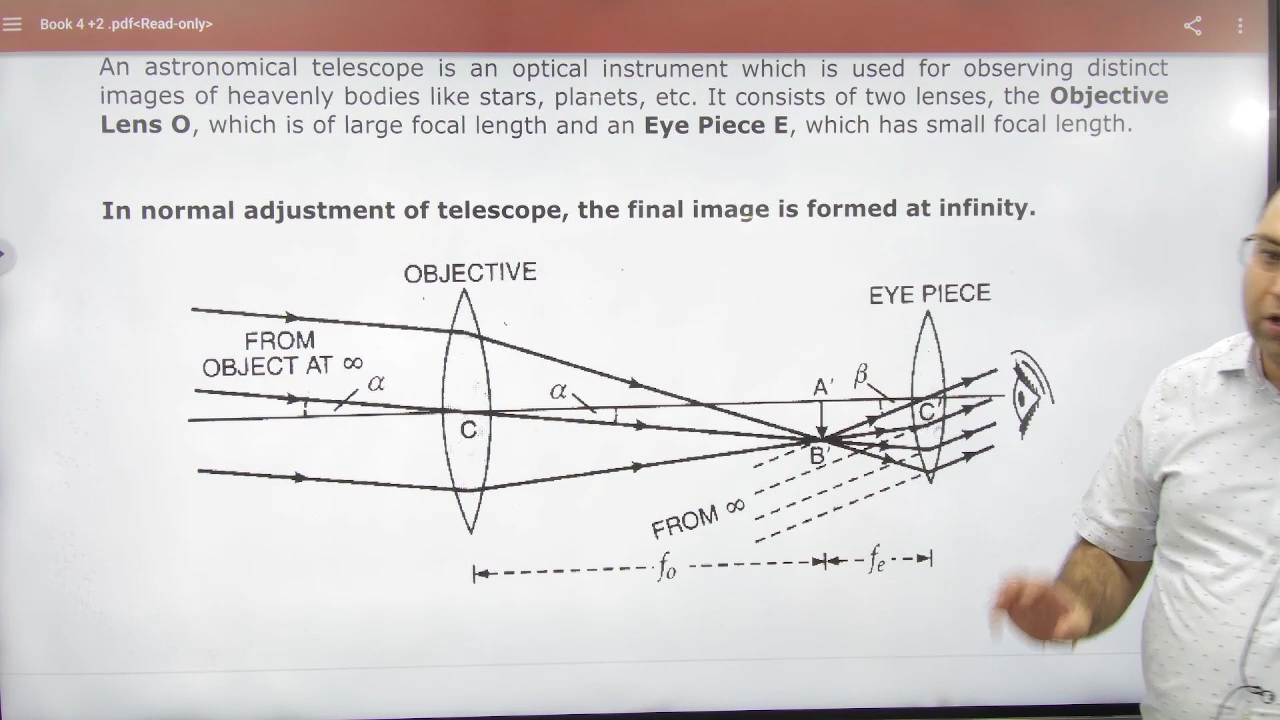 Book 4 +2 .pdf<Read-only>
An astronomical telescope is an optical instrument which is used for observing distinct
images of heavenly bodies like stars, planets, etc. It consists of two lenses, the Objective
Lens O, which is of large focal length and an Eye Piece E, which has small focal length.
In normal adjustment of telescope, the final image is formed at infinity.
OBJECTIVE
EYE PIECE
FROM
OBJECT AT ∞
α
α
A'
β
C
C'
B'
FROM ∞
fo
fe